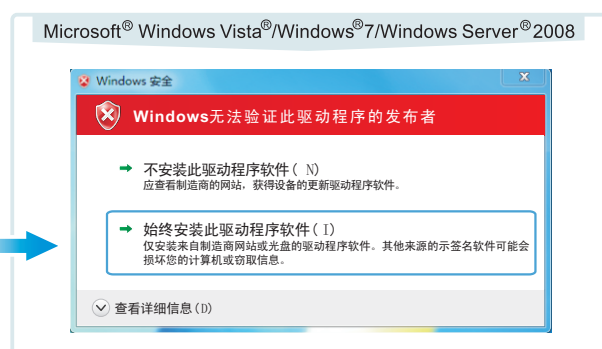 Microsoft® Windows Vista®/Windows®7/Windows Server®2008
Windows 安全
Windows无法验证此驱动程序的发布者
不安装此驱动程序软件( N)
应查看制造商的网站，获得设备的更新驱动程序软件。
始终安装此驱动程序软件(I)
仅安装来自制造商网站或光盘的驱动程序软件。其他来源的示签名软件可能会
损坏您的计算机或窃取信息。
查看详细信息(D)